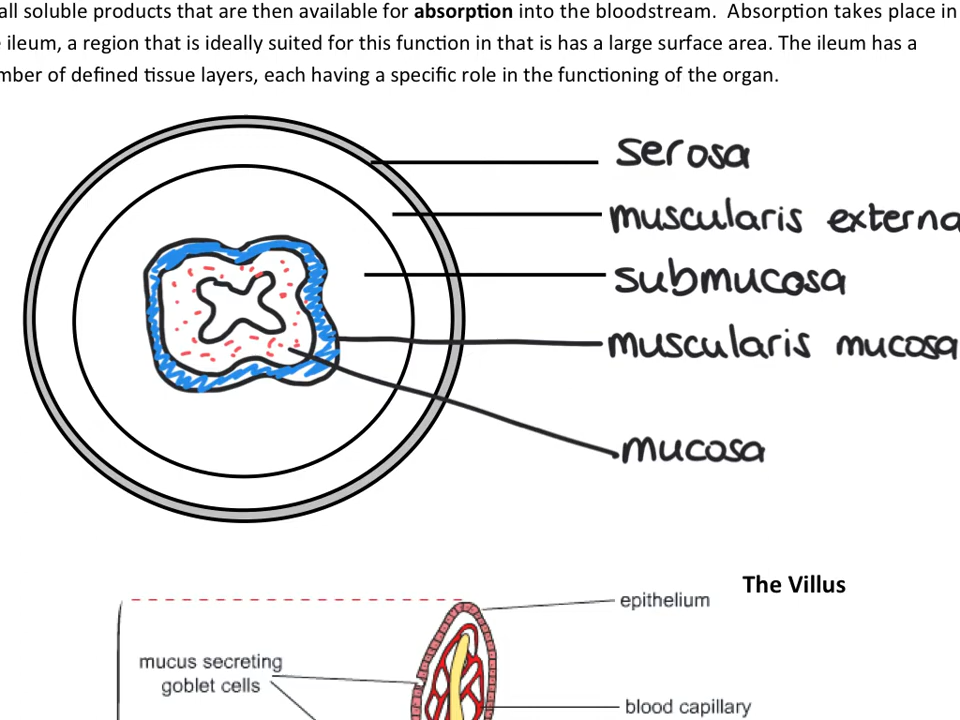 all soluble products that are then available for absorption into the bloodstream. Absorption takes place in
ileum, a region that is ideally suited for this function in that is has a large surface area. The ileum has a
of defined tissue layers, each having a specific role in the functioning of the organ.
serosa
muscularis externa
submucosa
muscularis mucosa
mucosa
The Villus
epithelium
mucus secreting
goblet cells
blood capillary